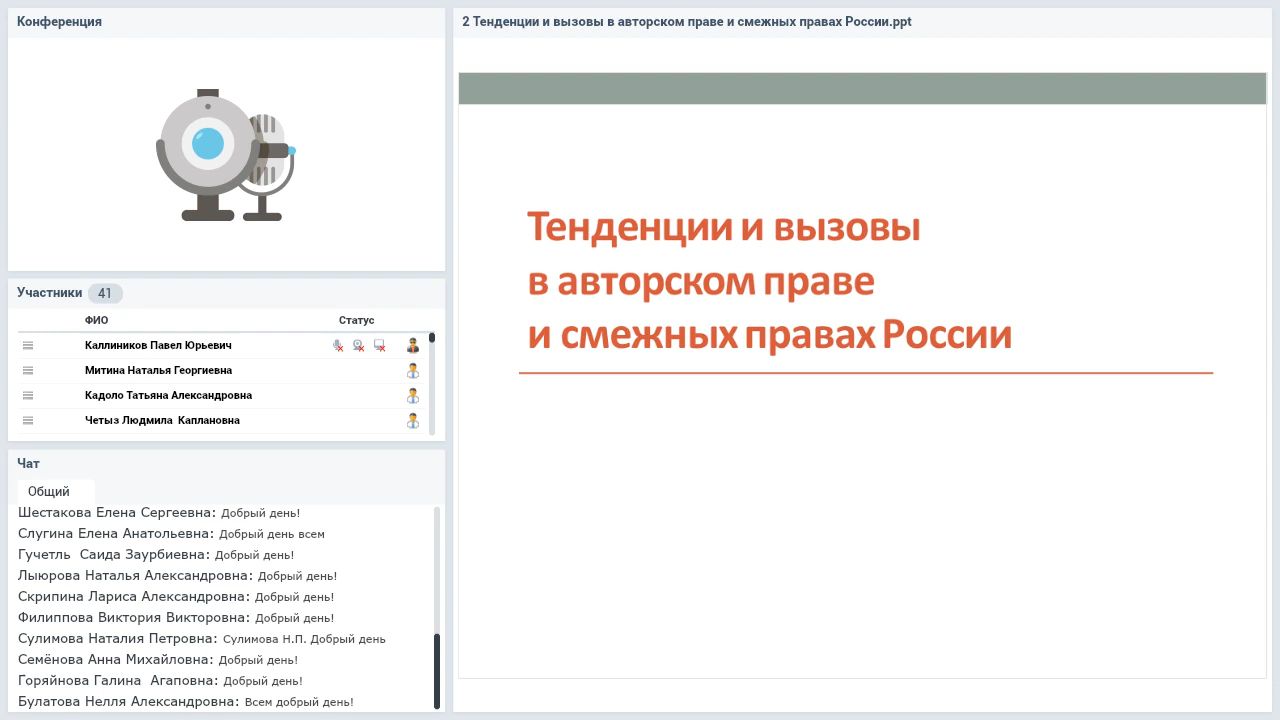 Конференция
Участники 41
ФИО Статус
Каллиников Павел Юрьевич
Митина Наталья Георгиевна
Кадоло Татьяна Александровна
Четыз Людмила  Каплановна
Чат
Общий
Шестакова Елена Сергеевна: Добрый день!
Слугина Елена Анатольевна: Добрый день всем
Гучетль  Саида Заурбиевна: Добрый день!
Лыюрова Наталья Александровна: Добрый день!
Скрипина Лариса Александровна: Добрый день!
Филиппова Виктория Викторовна: Добрый день!
Сулимова Наталия Петровна: Сулимова Н.П. Добрый день
Семёнова Анна Михайловна: Добрый день!
Горяйнова Галина  Агаповна: Добрый день!
Булатова Нелля Александровна: Всем добрый день!
2 Тенденции и вызовы в авторском праве и смежных правах России.ppt
Тенденции и вызовы
в авторском праве
и смежных правах России